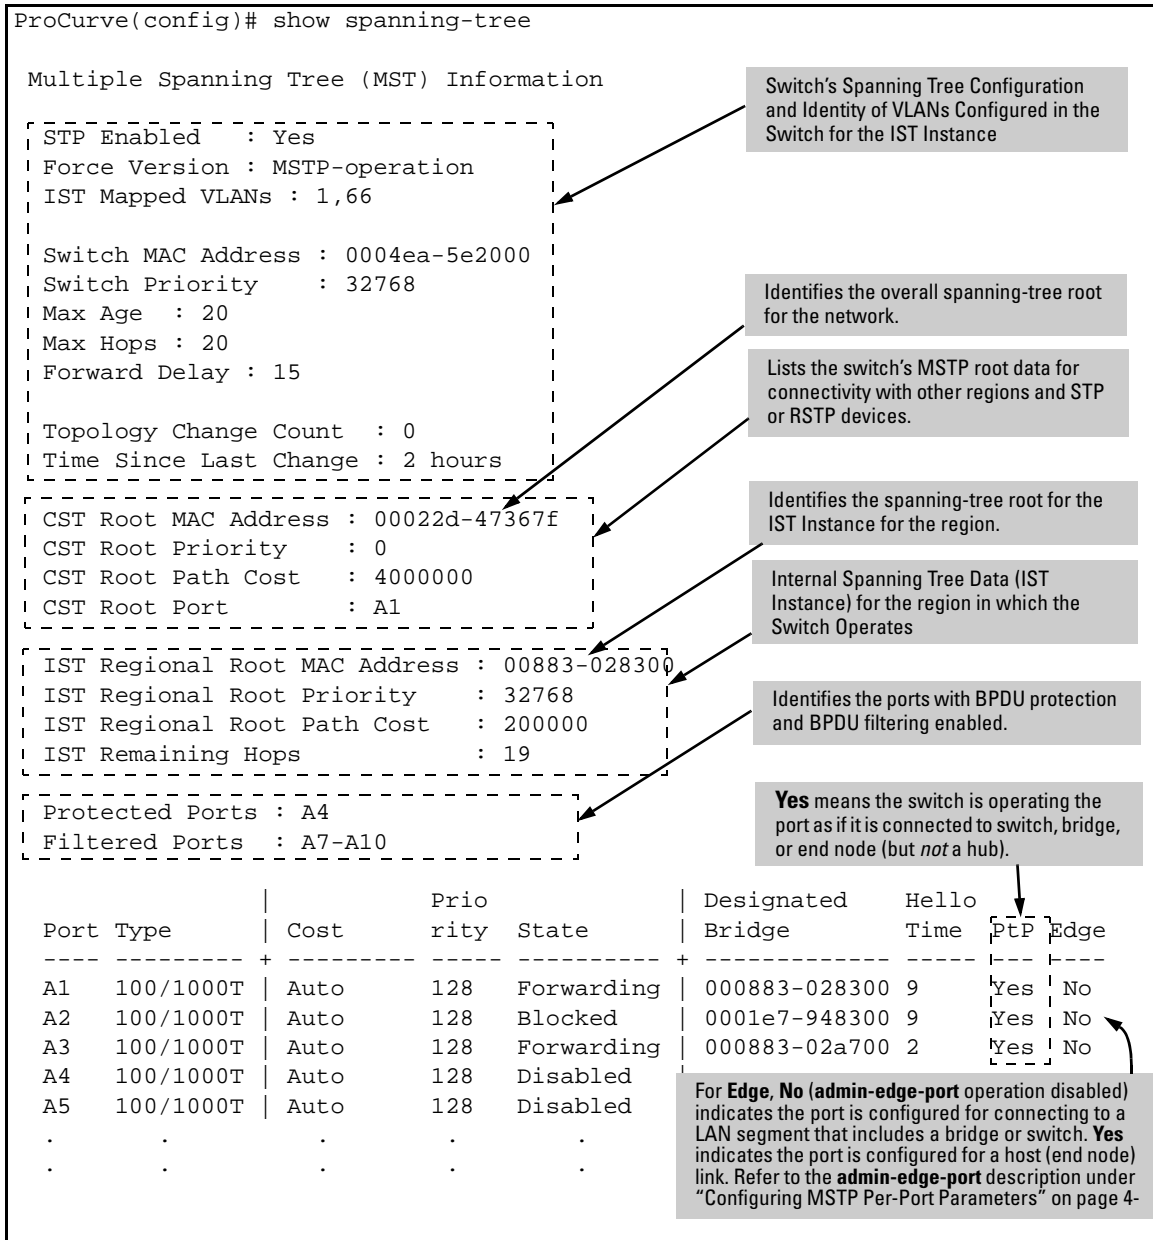 ProCurve(config)# show spanning-tree
Multiple Spanning Tree (MST) Information
Switch's Spanning Tree Configuration
and Identity of VLANs Configured in the
Switch for the IST Instance
STP Enabled : Yes
Force Version : MSTP-operation
IST Mapped VLANs : 1,66
Switch MAC Address : 0004ea-5e2000
Switch Priority : 32768
Max Age : 20
Max Hops : 20
Forward Delay : 15
Topology Change Count : 0
Time Since Last Change : 2 hours
Identifies the overall spanning-tree root
for the network.
Lists the switch's MSTP root data for
connectivity with other regions and STP
or RSTP devices.
CST Root MAC Address : 00022d-47367f
CST Root Priority : 0
CST Root Path Cost : 4000000
CST Root Port : A1
Identifies the spanning-tree root for the
IST Instance for the region.
Internal Spanning Tree Data (IST
Instance) for the region in which the
Switch Operates
IST Regional Root MAC Address : 00883-028300
IST Regional Root Priority : 32768
IST Regional Root Path Cost : 200000
IST Remaining Hops : 19
Identifies the ports with BPDU protection
and BPDU filtering enabled.
Protected Ports : A4
Filtered Ports : A7-A10
Yes means the switch is operating the
port as if it is connected to switch, bridge,
or end node (but not a hub).
| Prio | Designated Hello
Port Type | Cost rity State | Bridge Time PtP Edge
---- --------- + --------- ----- ---------- + ------------- ----- --- ----
A1 100/1000T | Auto 128 Forwarding | 000883-028300 9 Yes No
A2 100/1000T | Auto 128 Blocked | 0001e7-948300 9 Yes No
A3 100/1000T | Auto 128 Forwarding | 000883-02a700 2 Yes No
A4 100/1000T | Auto 128 Disabled |
A5 100/1000T | Auto 128 Disabled
. . . . .
. . . . .
For Edge, No (admin-edge-port operation disabled)
indicates the port is configured for connecting to a
LAN segment that includes a bridge or switch. Yes
indicates the port is configured for a host (end node)
link. Refer to the admin-edge-port description under
"Configuring MSTP Per-Port Parameters" on page 4-